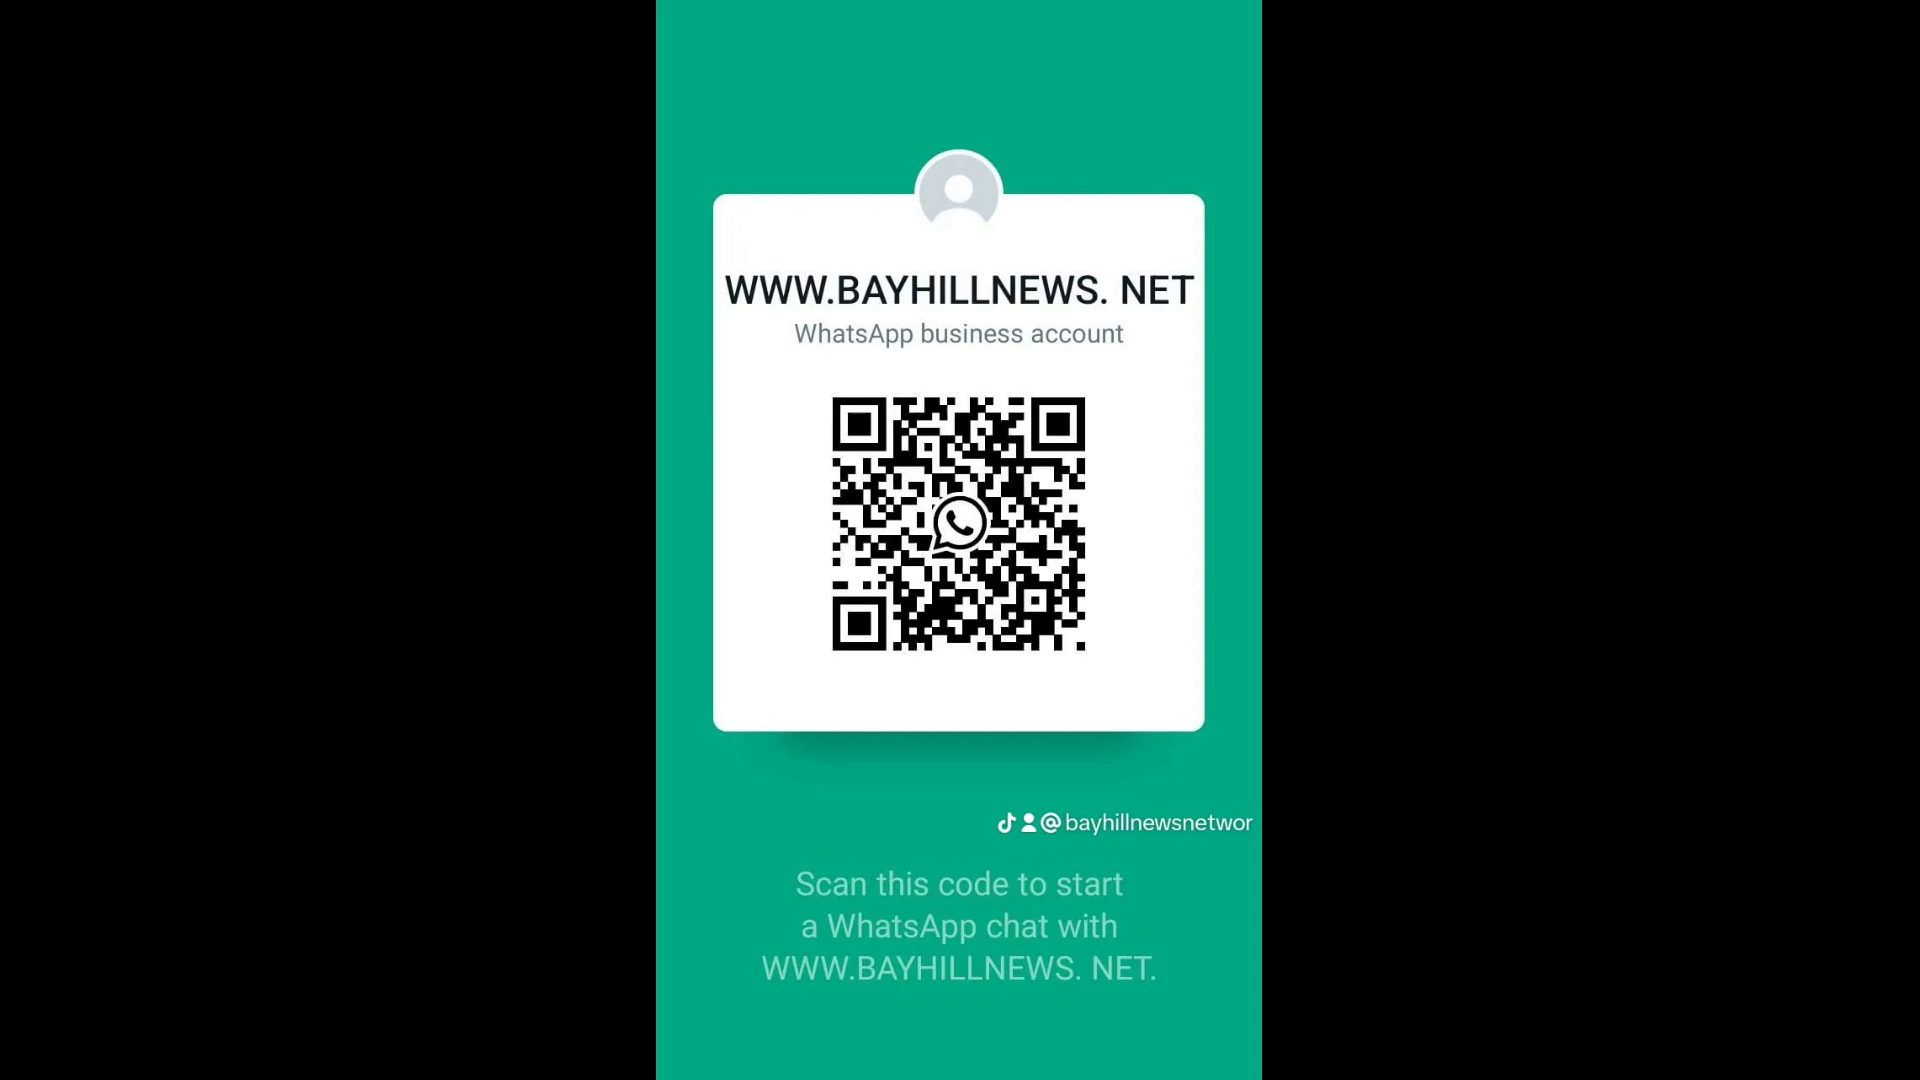 WWW.BAYHILLNEWS. NET
WhatsApp business account
@bayhillnewsnetwor
Scan this code to start
a WhatsApp chat with
WWW.BAYHILLNEWS. NET.